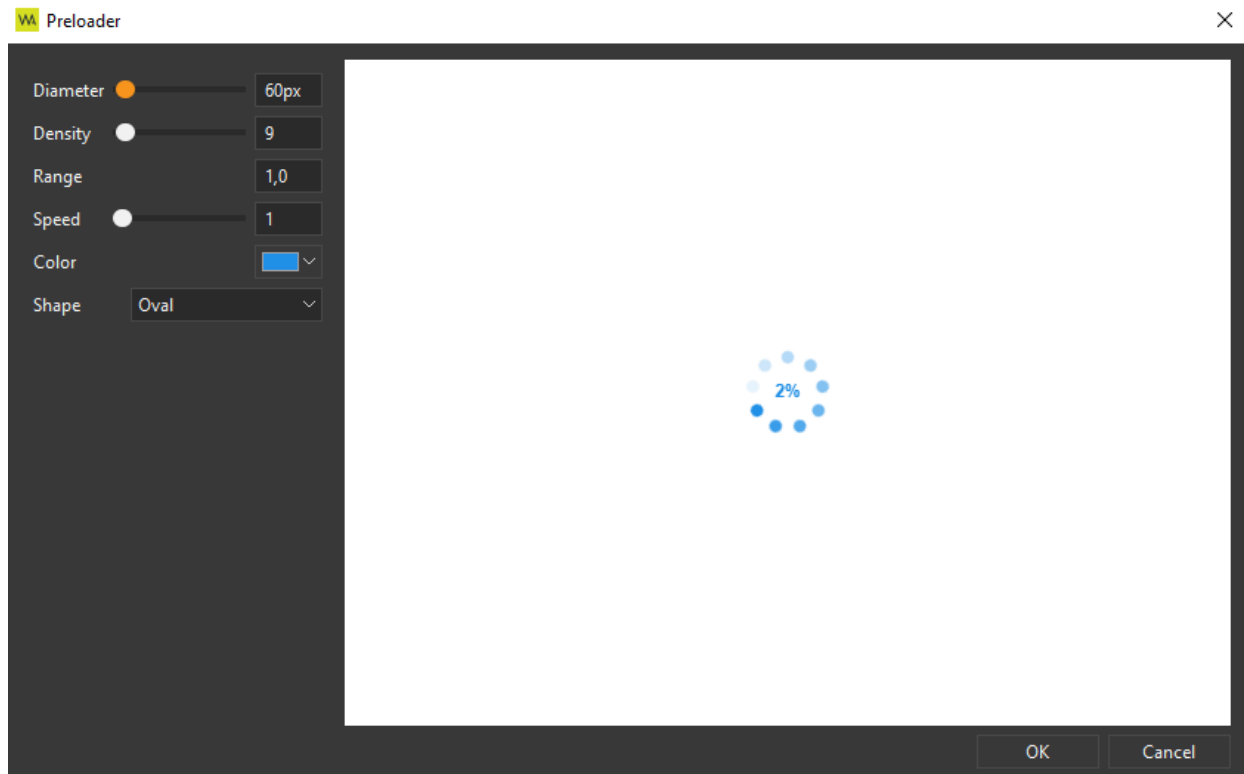 Preloader
Diameter 60px
Density 9
Range 1,0
Speed 1
Color
Shape Oval
2%
OK Cancel